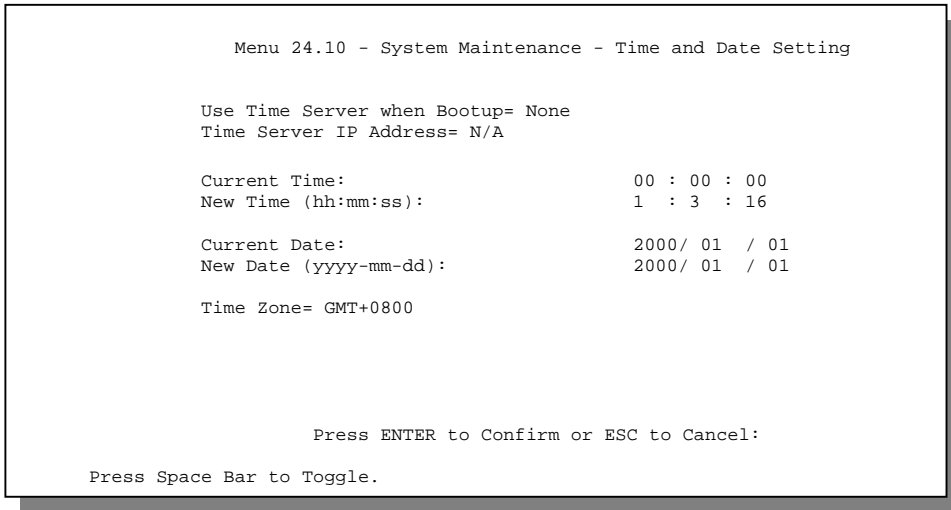 Menu 24.10 - System Maintenance - Time and Date Setting
Use Time Server when Bootup= None
Time Server IP Address= N/A
Current Time: 00 : 00 : 00
New Time (hh:mm:ss): 1 : 3 : 16
Current Date: 2000/ 01 / 01
New Date (yyyy-mm-dd): 2000/ 01 / 01
Time Zone= GMT+0800
Press ENTER to Confirm or ESC to Cancel:
Press Space Bar to Toggle.